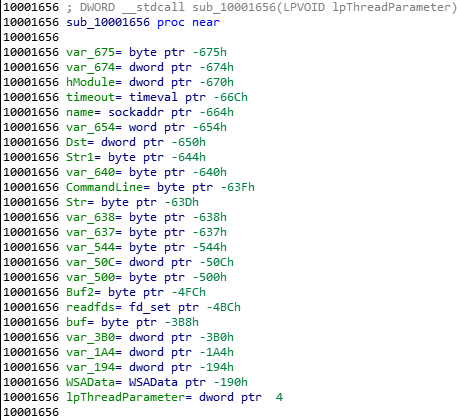 10001656 ; DWORD __stdcall sub_10001656(LPVOID lpThreadParameter)
10001656 sub_10001656 proc near
10001656
10001656 var_675= byte ptr -675h
10001656 var_674= dword ptr -674h
10001656 hModule= dword ptr -670h
10001656 timeout= timeval ptr -66Ch
10001656 name= sockaddr ptr -664h
10001656 var_654= word ptr -654h
10001656 Dst= dword ptr -650h
10001656 Str1= byte ptr -644h
10001656 var_640= byte ptr -640h
10001656 CommandLine= byte ptr -63Fh
10001656 Str= byte ptr -63Dh
10001656 var_638= byte ptr -638h
10001656 var_637= byte ptr -637h
10001656 var_544= byte ptr -544h
10001656 var_50C= dword ptr -50Ch
10001656 var_500= byte ptr -500h
10001656 Buf2= byte ptr -4FCh
10001656 readfds= fd_set ptr -4BCh
10001656 buf= byte ptr -3B8h
10001656 var_3B0= dword ptr -3B0h
10001656 var_1A4= dword ptr -1A4h
10001656 var_194= dword ptr -194h
10001656 WSAData= WSAData ptr -190h
10001656 lpThreadParameter= dword ptr  4
10001656